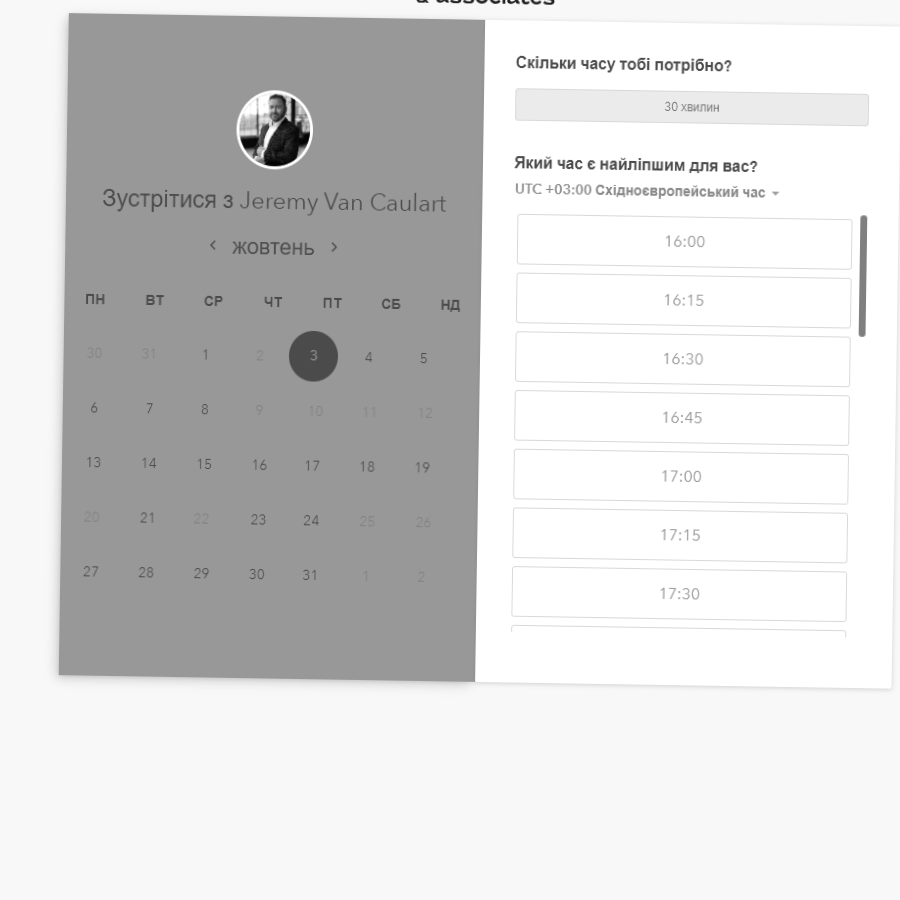 & associates
Зустрітися з Jeremy Van Caulart
жовтень
ПН ВТ СР ЧТ ПТ СБ НД
30 31 1 2 3 4 5
6 7 8 9 10 11 12
13 14 15 16 17 18 19
20 21 22 23 24 25 26
27 28 29 30 31 1 2
Скільки часу тобі потрібно?
30 хвилин
Який час є найліпшим для вас?
UTC +03:00 Східноєвропейський час
16:00
16:15
16:30
16:45
17:00
17:15
17:30